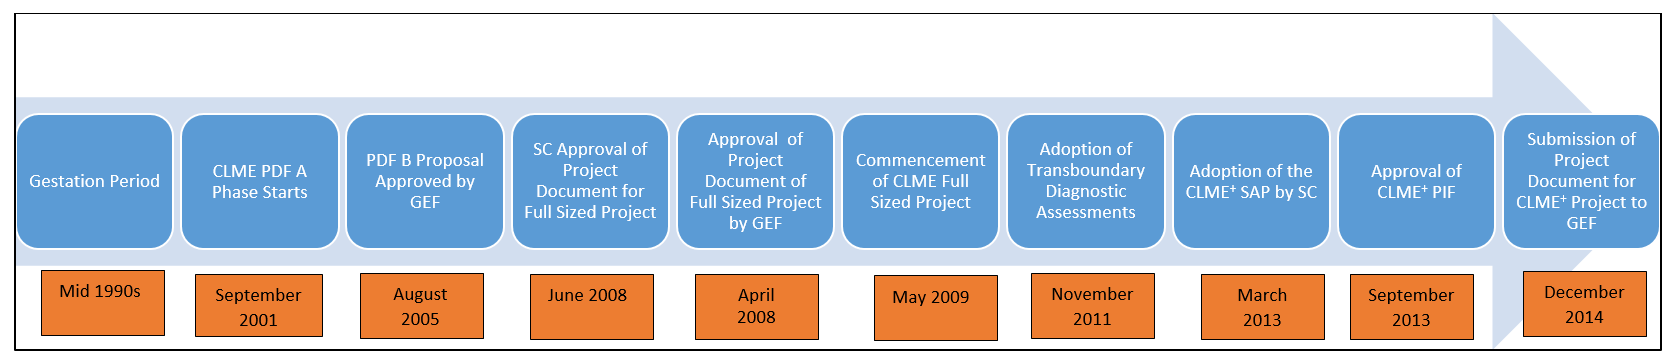 Gestation Period
CLME PDF A
Phase Starts
PDF B Proposal
Approved by
GEF
SC Approval of
Project
Document for
Full Sized Project
Approval of
Project
Document of
Full Sized Project
by GEF
Commencement
of CLME Full
Sized Project
Adoption of
Transboundary
Diagnostic
Assessments
Adoption of the
CLME⁺ SAP by SC
Approval of
CLME⁺ PIF
Submission of
Project
Document for
CLME⁺ Project to
GEF
Mid 1990s
September
2001
August
2005
June 2008
April
2008
May 2009
November
2011
March
2013
September
2013
December
2014